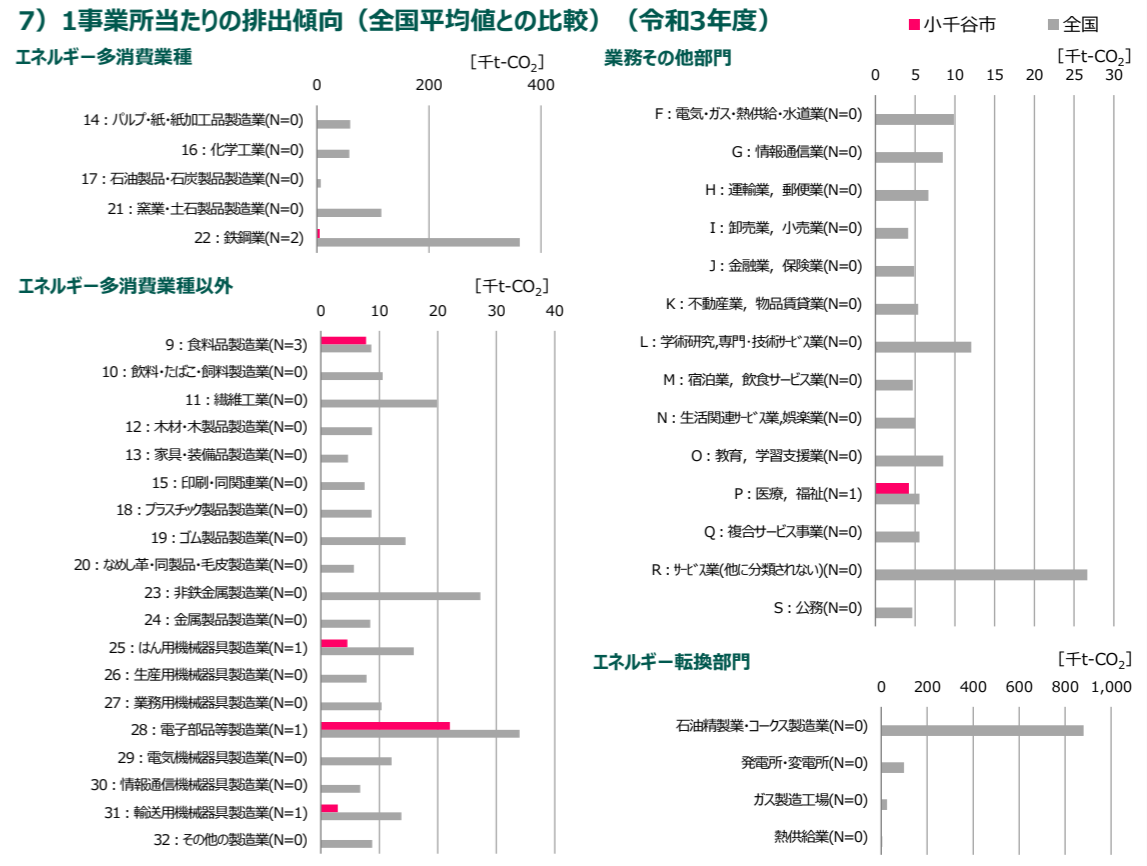 7）1事業所当たりの排出傾向（全国平均値との比較）（令和3年度）
小千谷市
全国
エネルギー多消費業種
［千t-CO2］
0 200 400
14：パルプ・紙・紙加工品製造業(N=0)
16：化学工業(N=0)
17：石油製品・石炭製品製造業(N=0)
21：窯業・土石製品製造業(N=0)
22：鉄鋼業(N=2)
エネルギー多消費業種以外
［千t-CO2］
0 10 20 30 40
9：食料品製造業(N=3)
10：飲料・たばこ・飼料製造業(N=0)
11：繊維工業(N=0)
12：木材・木製品製造業(N=0)
13：家具・装備品製造業(N=0)
15：印刷・同関連業(N=0)
18：プラスチック製品製造業(N=0)
19：ゴム製品製造業(N=0)
20：なめし革・同製品・毛皮製造業(N=0)
23：非鉄金属製造業(N=0)
24：金属製品製造業(N=0)
25：はん用機械器具製造業(N=1)
26：生産用機械器具製造業(N=0)
27：業務用機械器具製造業(N=0)
28：電子部品等製造業(N=1)
29：電気機械器具製造業(N=0)
30：情報通信機械器具製造業(N=0)
31：輸送用機械器具製造業(N=1)
32：その他の製造業(N=0)
業務その他部門
［千t-CO2］
0 5 10 15 20 25 30
F：電気・ガス・熱供給・水道業(N=0)
G：情報通信業(N=0)
H：運輸業，郵便業(N=0)
I：卸売業，小売業(N=0)
J：金融業，保険業(N=0)
K：不動産業，物品賃貸業(N=0)
L：学術研究,専門・技術ｻｰﾋﾞｽ業(N=0)
M：宿泊業，飲食サービス業(N=0)
N：生活関連ｻｰﾋﾞｽ業,娯楽業(N=0)
O：教育，学習支援業(N=0)
P：医療，福祉(N=1)
Q：複合サービス事業(N=0)
R：ｻｰﾋﾞｽ業(他に分類されない)(N=0)
S：公務(N=0)
エネルギー転換部門
［千t-CO2］
0 200 400 600 800 1,000
石油精製業・コークス製造業(N=0)
発電所・変電所(N=0)
ガス製造工場(N=0)
熱供給業(N=0)